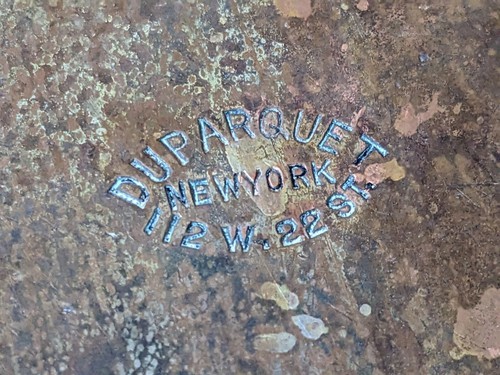 DUPARQUET
NEWYORK
112 W. 22 ST.